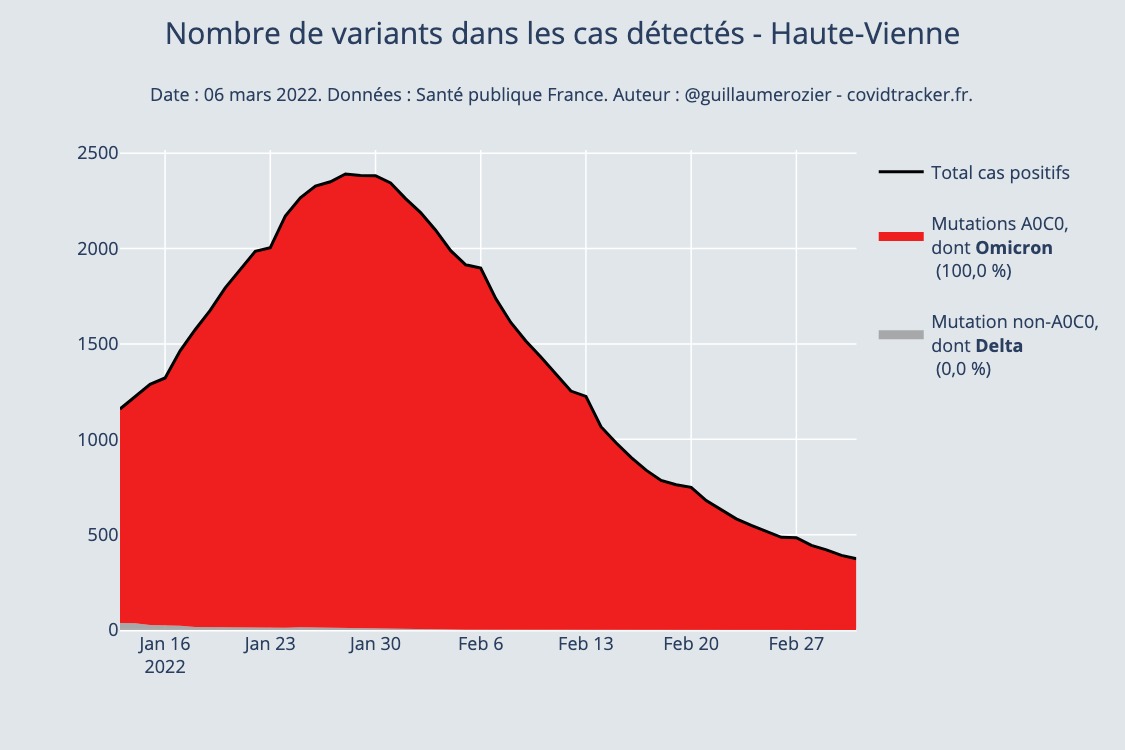 Nombre de variants dans les cas détectés - Haute-Vienne
Date : 06 mars 2022. Données : Santé publique France. Auteur : @guillaumerozier - covidtracker.fr.
2500
2000
1500
1000
500
0
Jan 16
2022
Jan 23
Jan 30
Feb 6
Feb 13
Feb 20
Feb 27
Total cas positifs
Mutations A0C0,
dont Omicron
(100,0 %)
Mutation non-A0C0,
dont Delta
(0,0 %)